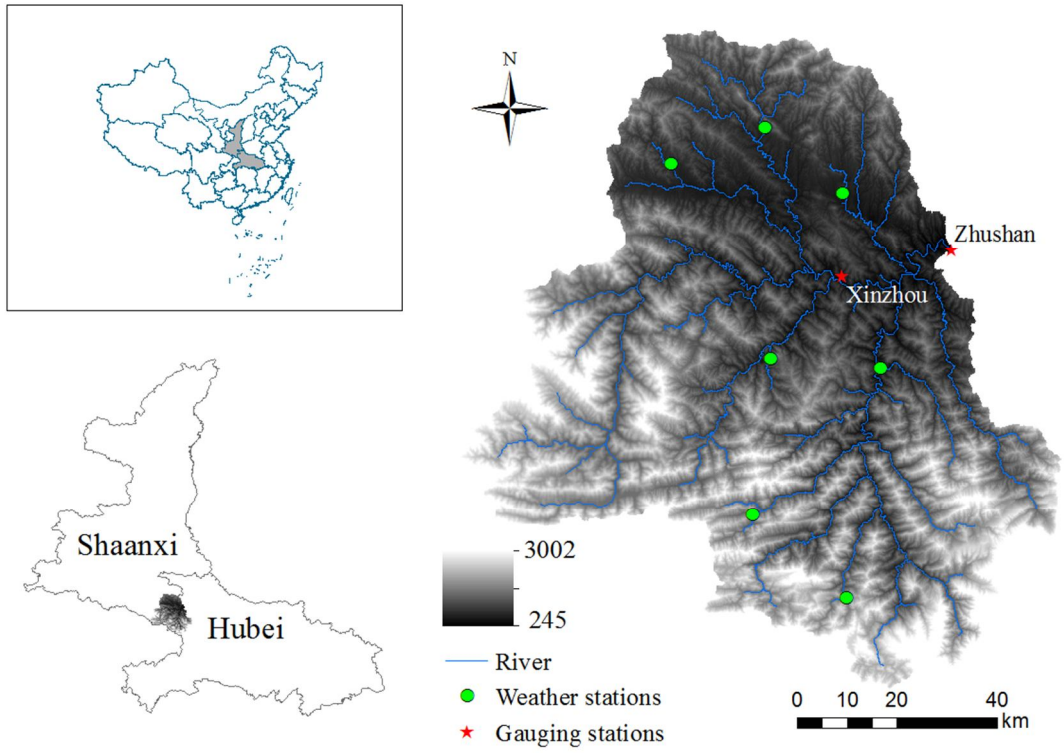 N
Zhushan
Xinzhou
Shaanxi
Hubei
3002
245
River
Weather stations
Gauging stations
0 10 20 40
km